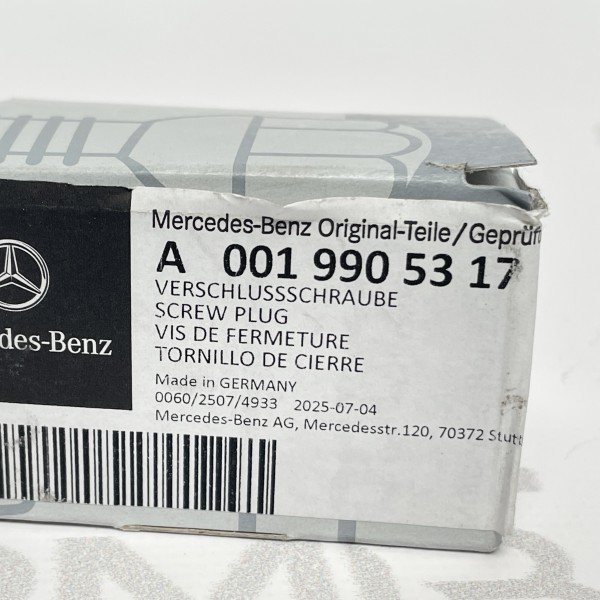 Mercedes-Benz Original-Teile/Geprüf
A 001 990 53 17
VERSCHLUSSSCHRAUBE
SCREW PLUG
VIS DE FERMETURE
TORNILLO DE CIERRE
des-Benz
Made in GERMANY
0060/2507/4933 2025-07-04
Mercedes-Benz AG, Mercedesstr.120, 70372 Stutt